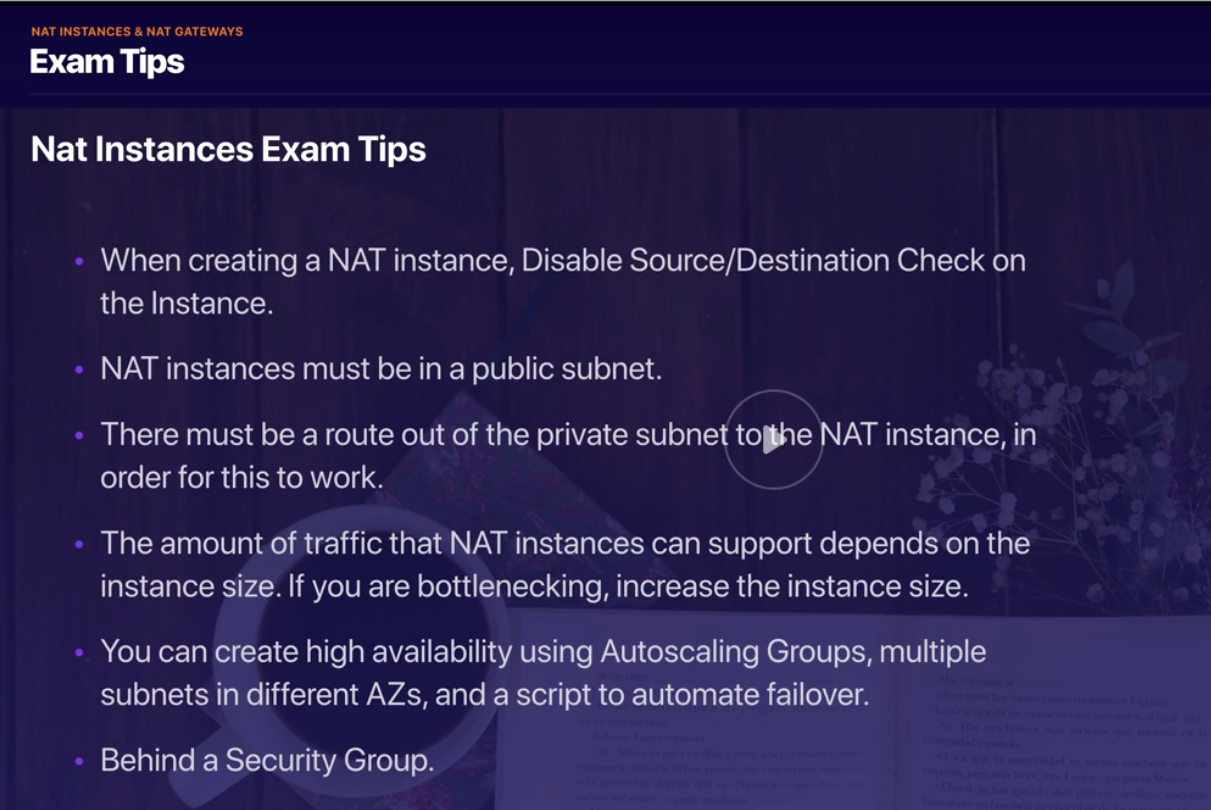 NAT INSTANCES & NAT GATEWAYS
Exam Tips
Nat Instances Exam Tips
• When creating a NAT instance, Disable Source/Destination Check on
the Instance.
• NAT instances must be in a public subnet.
• There must be a route out of the private subnet to the NAT instance, in
order for this to work.
• The amount of traffic that NAT instances can support depends on the
instance size. If you are bottlenecking, increase the instance size.
• You can create high availability using Autoscaling Groups, multiple
subnets in different AZs, and a script to automate failover.
• Behind a Security Group.